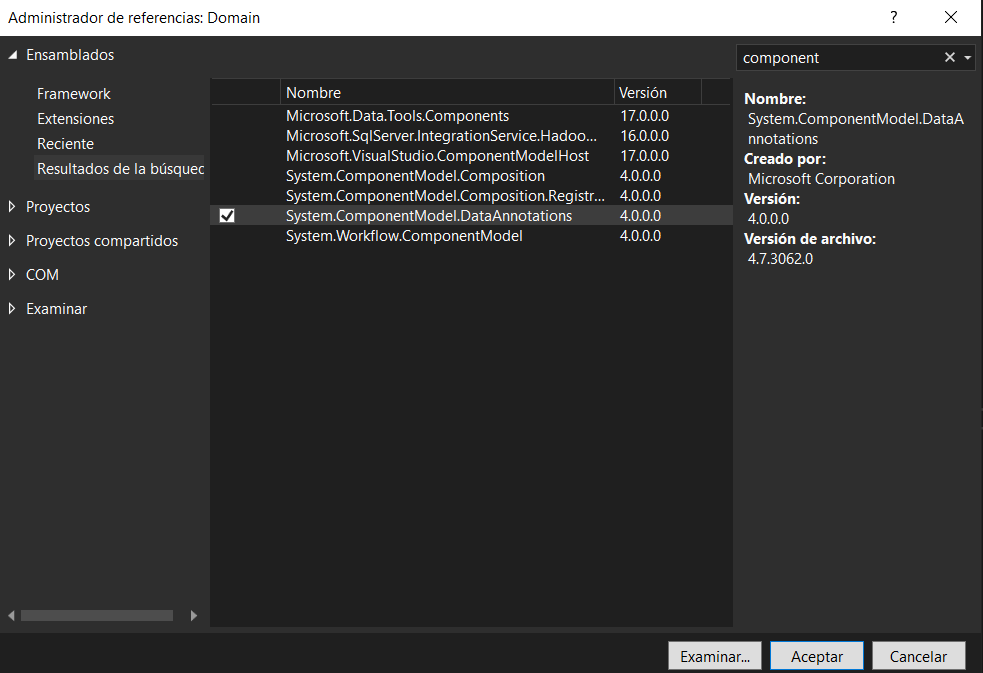 Administrador de referencias: Domain
?
Ensamblados
Framework
Extensiones
Reciente
Resultados de la búsquec
Proyectos
Proyectos compartidos
COM
Examinar
Nombre Versión
Microsoft.Data.Tools.Components 17.0.0.0
Microsoft.SqlServer.IntegrationService.Hadoo... 16.0.0.0
Microsoft.VisualStudio.ComponentModelHost 17.0.0.0
System.ComponentModel.Composition 4.0.0.0
System.ComponentModel.Composition.Registr... 4.0.0.0
System.ComponentModel.DataAnnotations 4.0.0.0
System.Workflow.ComponentModel 4.0.0.0
component
Nombre:
System.ComponentModel.DataA
nnotations
Creado por:
Microsoft Corporation
Versión:
4.0.0.0
Versión de archivo:
4.7.3062.0
Examinar... Aceptar Cancelar